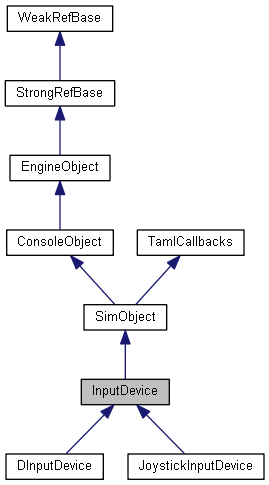 WeakRefBase
StrongRefBase
EngineObject
ConsoleObject
TamlCallbacks
SimObject
InputDevice
DInputDevice
JoystickInputDevice